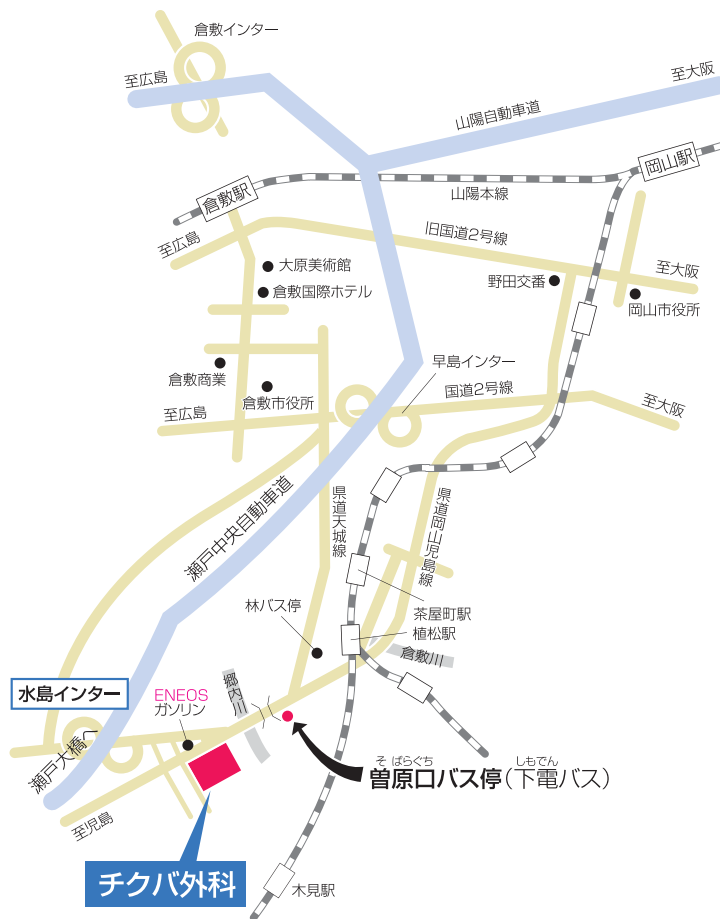 倉敷インター
至広島
至大阪
山陽自動車道
岡山駅
倉敷駅
山陽本線
至広島
旧国道2号線
大原美術館
倉敷国際ホテル
野田交番
至大阪
岡山市役所
早島インター
倉敷商業
倉敷市役所
国道2号線
至広島
至大阪
瀬戸中央自動車道
県道天城線
県道岡山児島線
林バス停
茶屋町駅
植松駅
倉敷川
水島インター
ENEOS
ガソリン
郷内川
瀬戸大橋へ
そばらぐち
しもでん
曽原口バス停(下電バス)
至児島
チクバ外科
木見駅